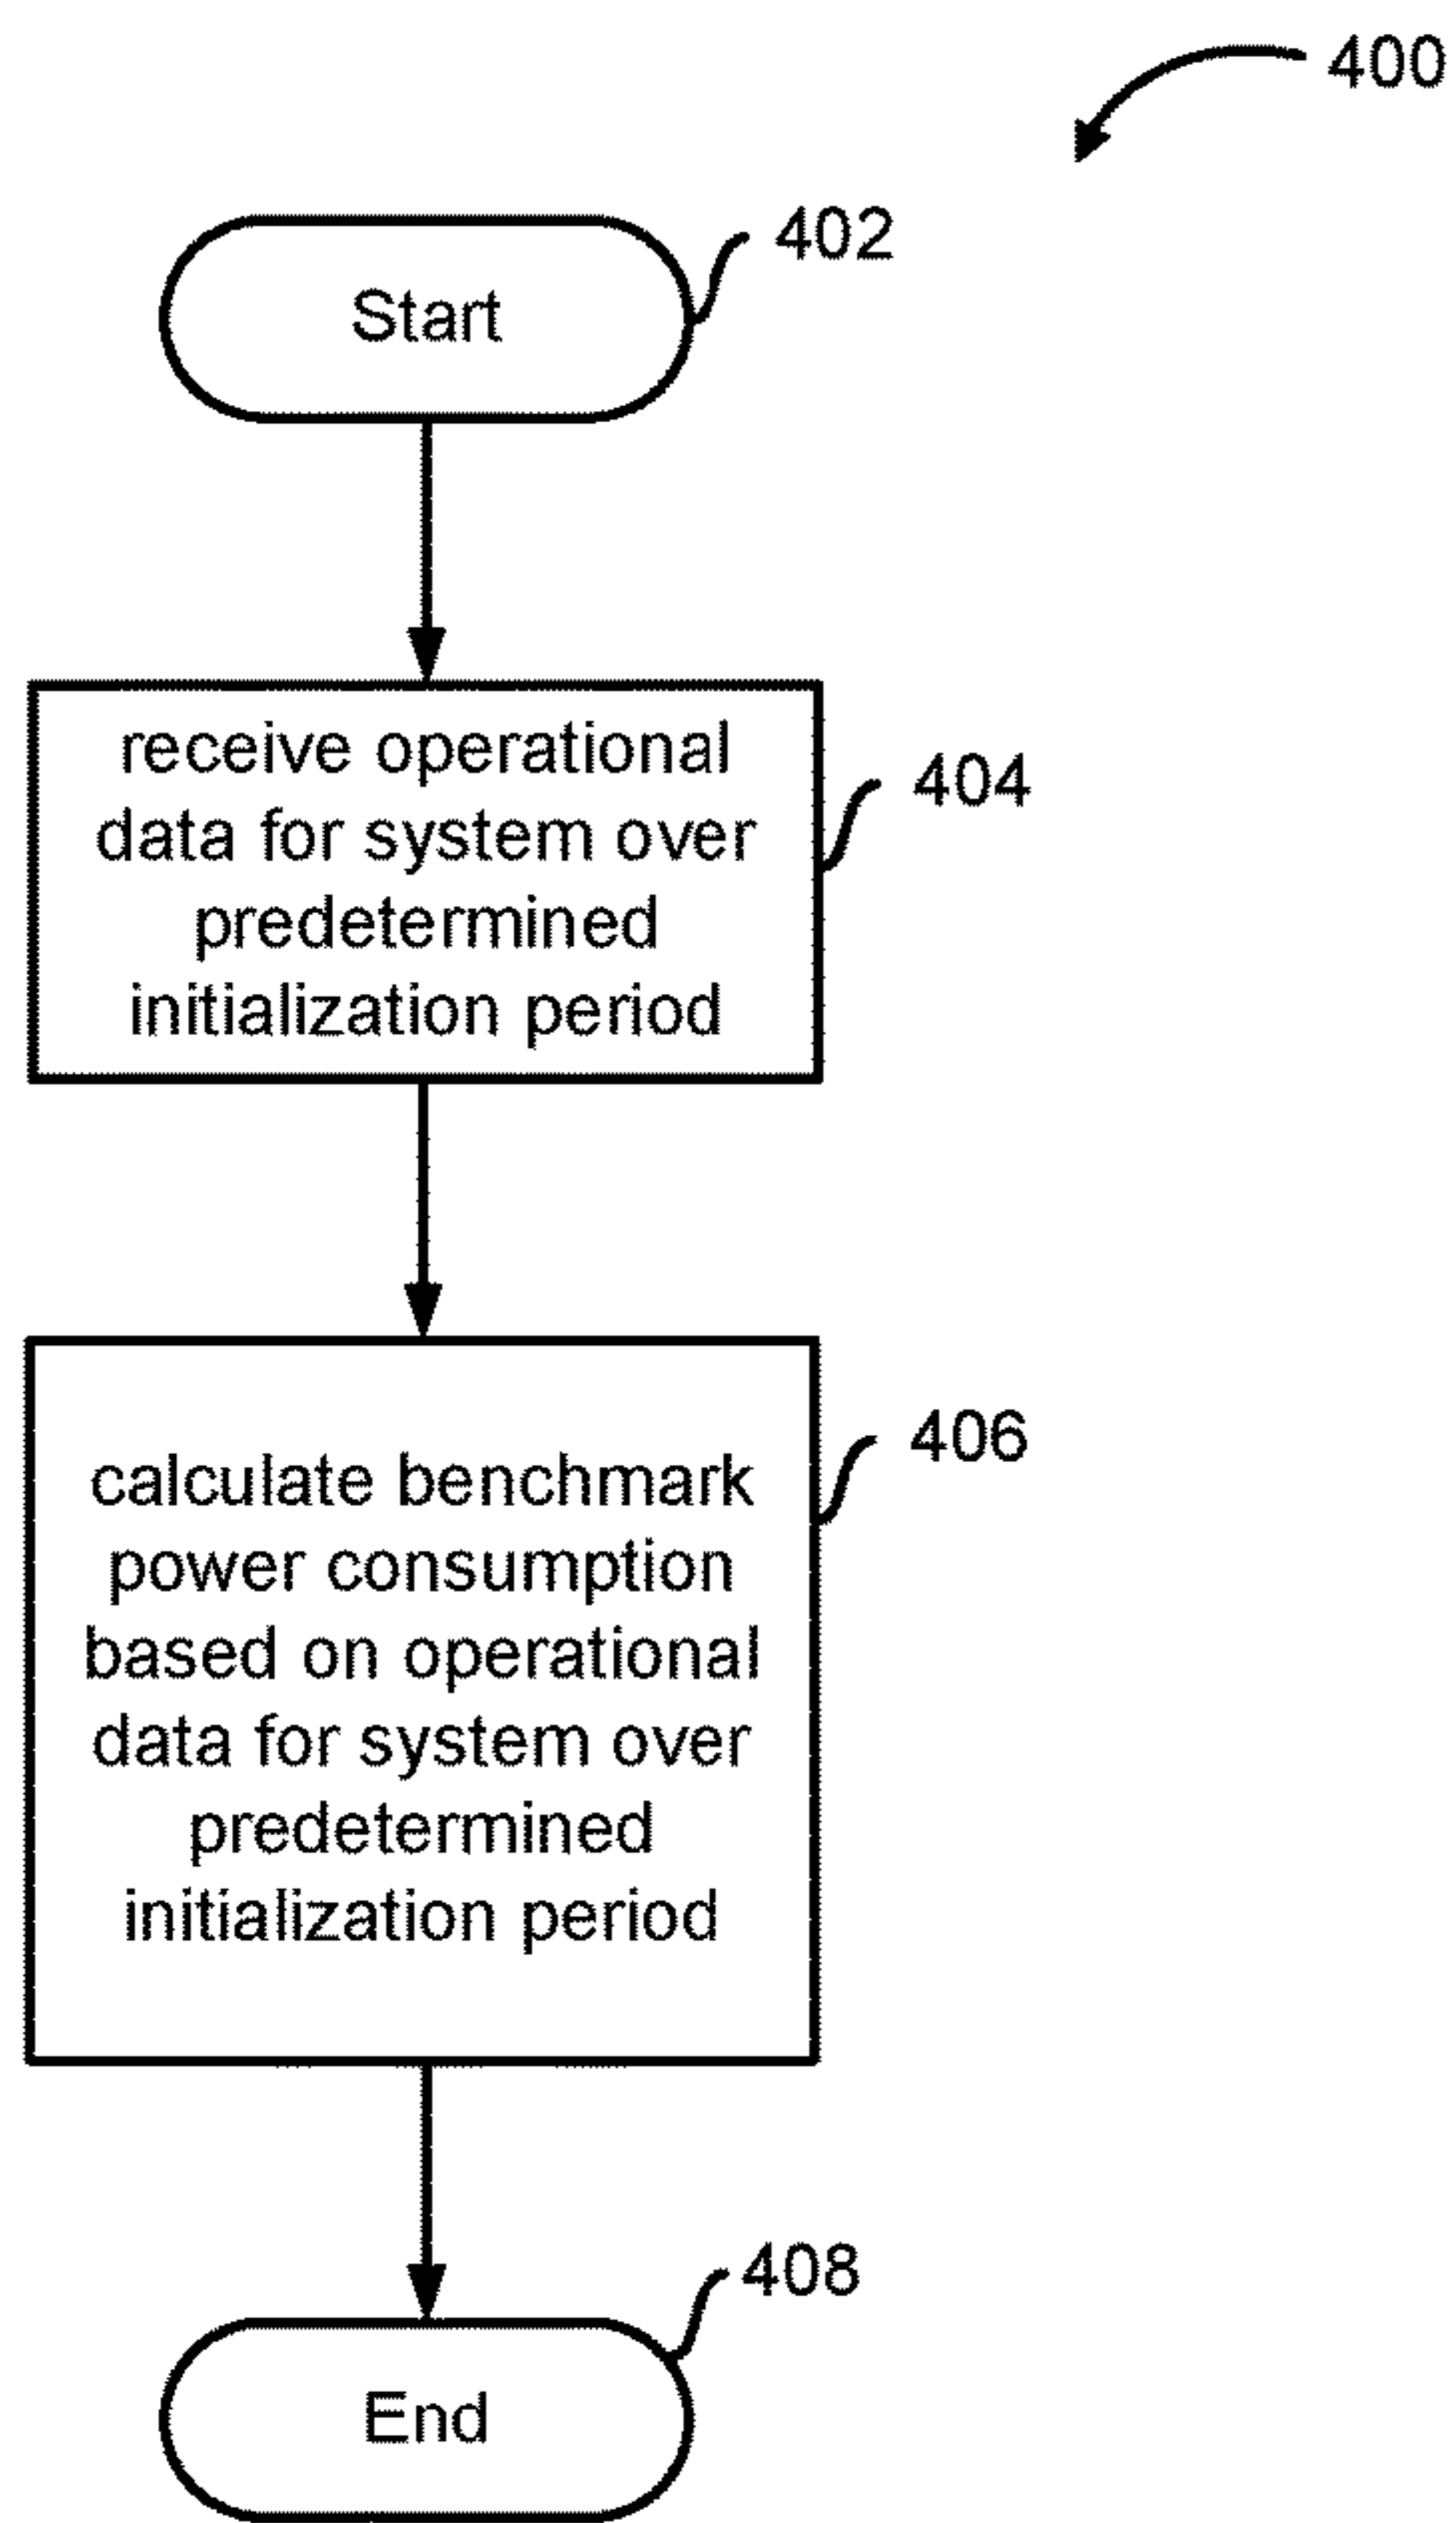 400
402
Start
receive operational
data for system over
predetermined
initialization period
404
calculate benchmark
power consumption
based on operational
data for system over
predetermined
initialization period
406
408
End